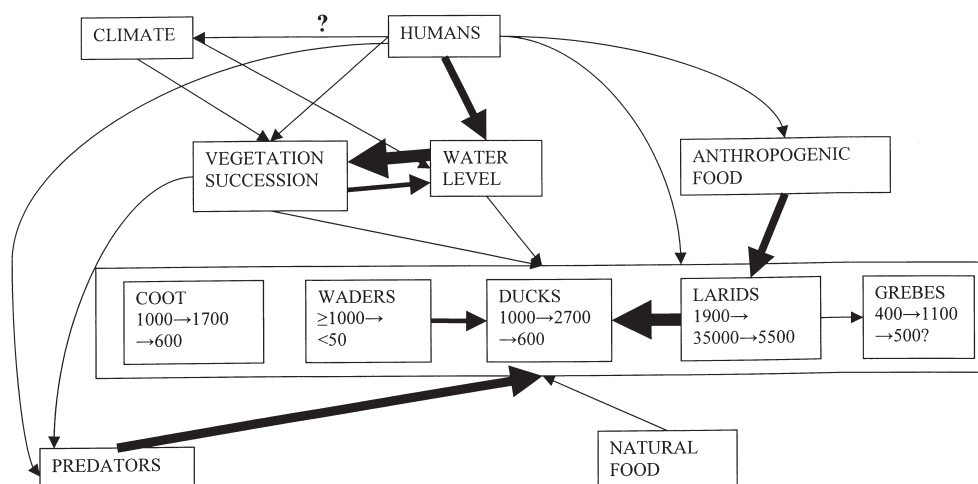 ?
CLIMATE
HUMANS
VEGETATION
SUCCESSION
WATER
LEVEL
ANTHROPOGENIC
FOOD
COOT
1000→1700
→600
WADERS
≥1000→
<50
DUCKS
1000→2700
→600
LARIDS
1900→
35000→5500
GREBES
400→1100
→500?
PREDATORS
NATURAL
FOOD